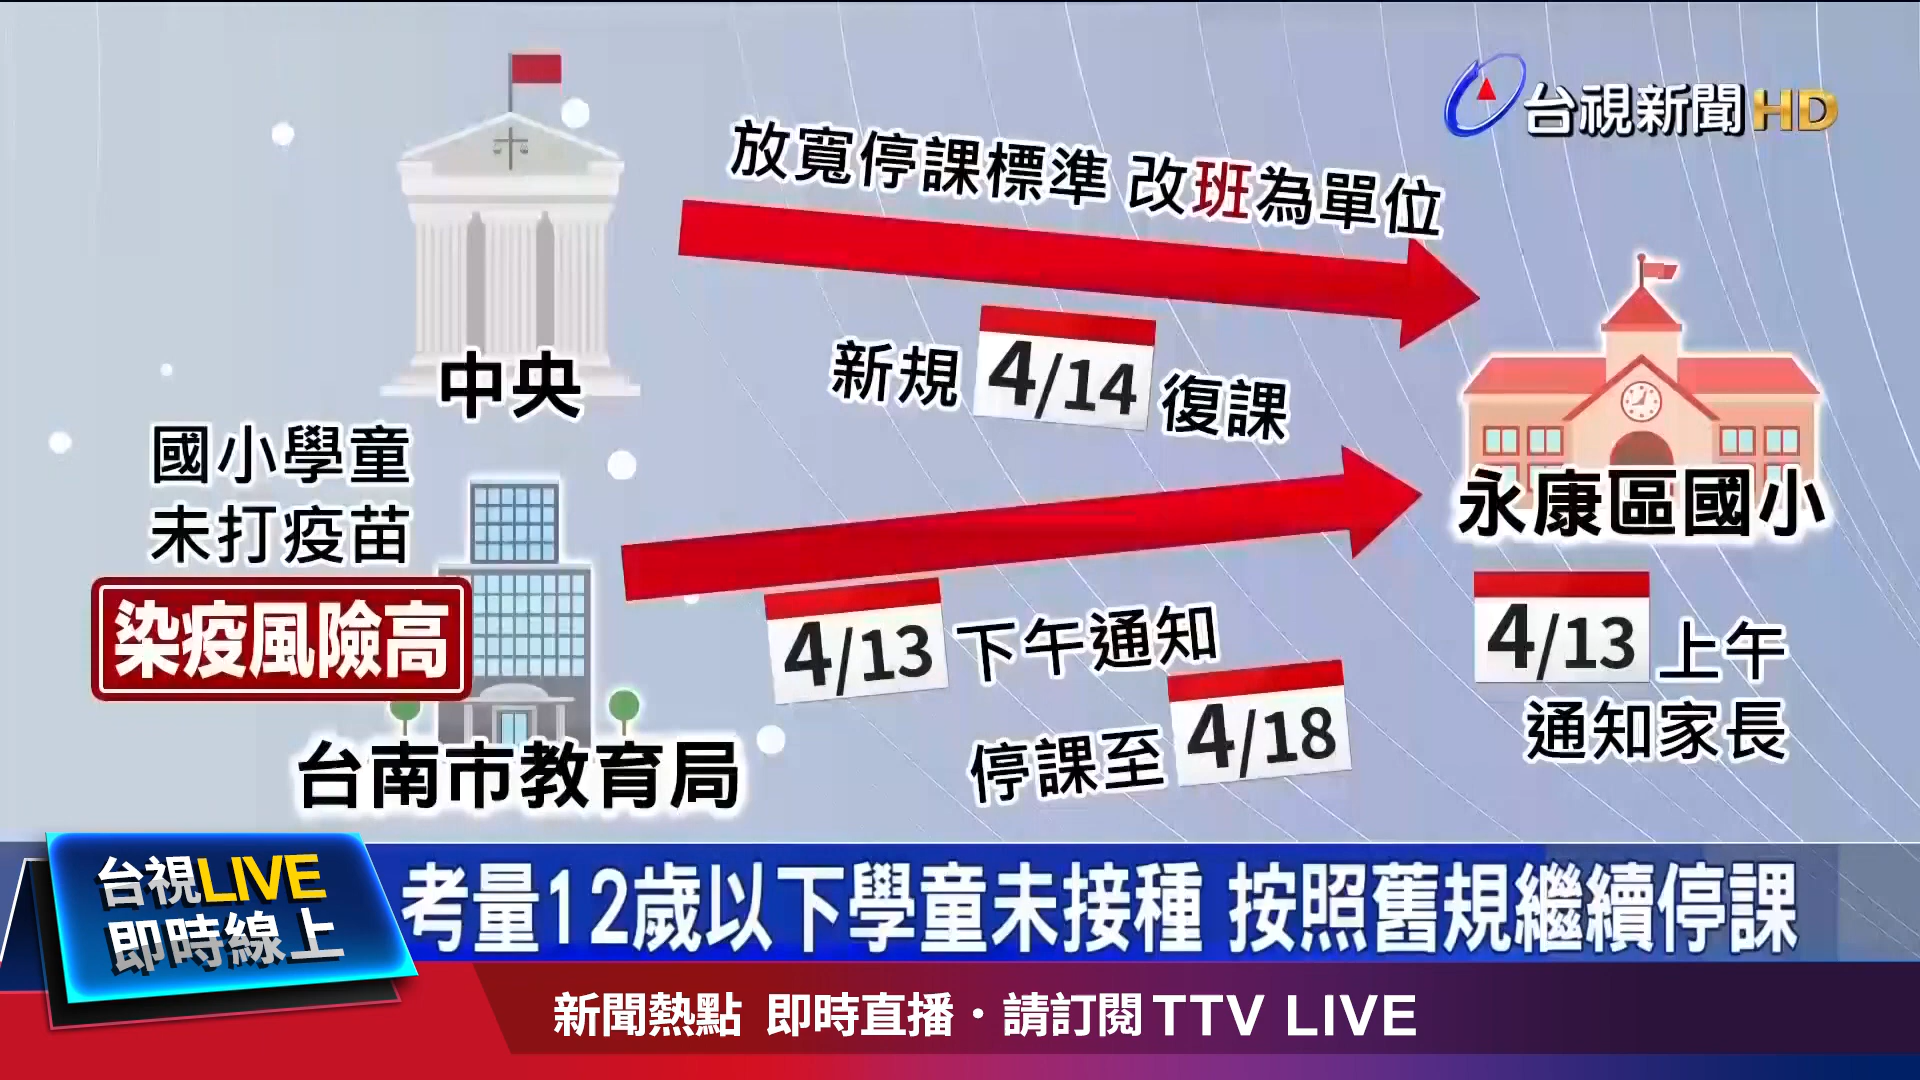 台視新聞HD
放寬停課標準 改班為單位
新規 4/14 復課
中央
國小學童
未打疫苗
染疫風險高
台南市教育局
4/13 下午通知
停課至 4/18
永康區國小
4/13 上午
通知家長
台視LIVE
即時線上
考量12歲以下學童未接種 按照舊規繼續停課
新聞熱點 即時直播·請訂閱TTV LIVE